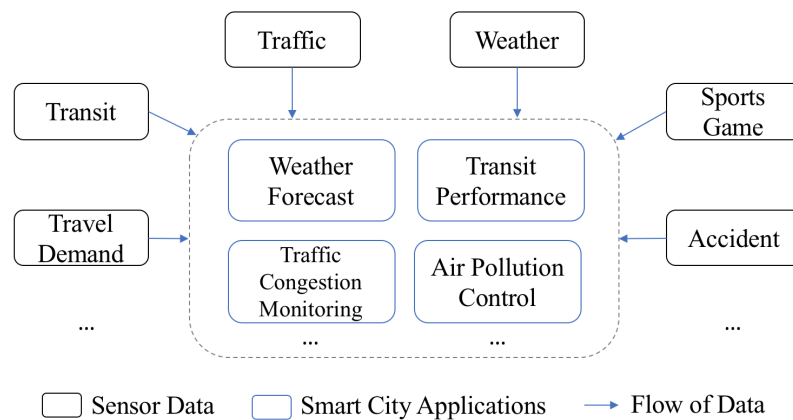 Traffic
Weather
Transit
Sports
Game
Weather
Forecast
Transit
Performance
Travel
Demand
Traffic
Congestion
Monitoring
Air Pollution
Control
Accident
...
...
...
...
Sensor Data
Smart City Applications
Flow of Data